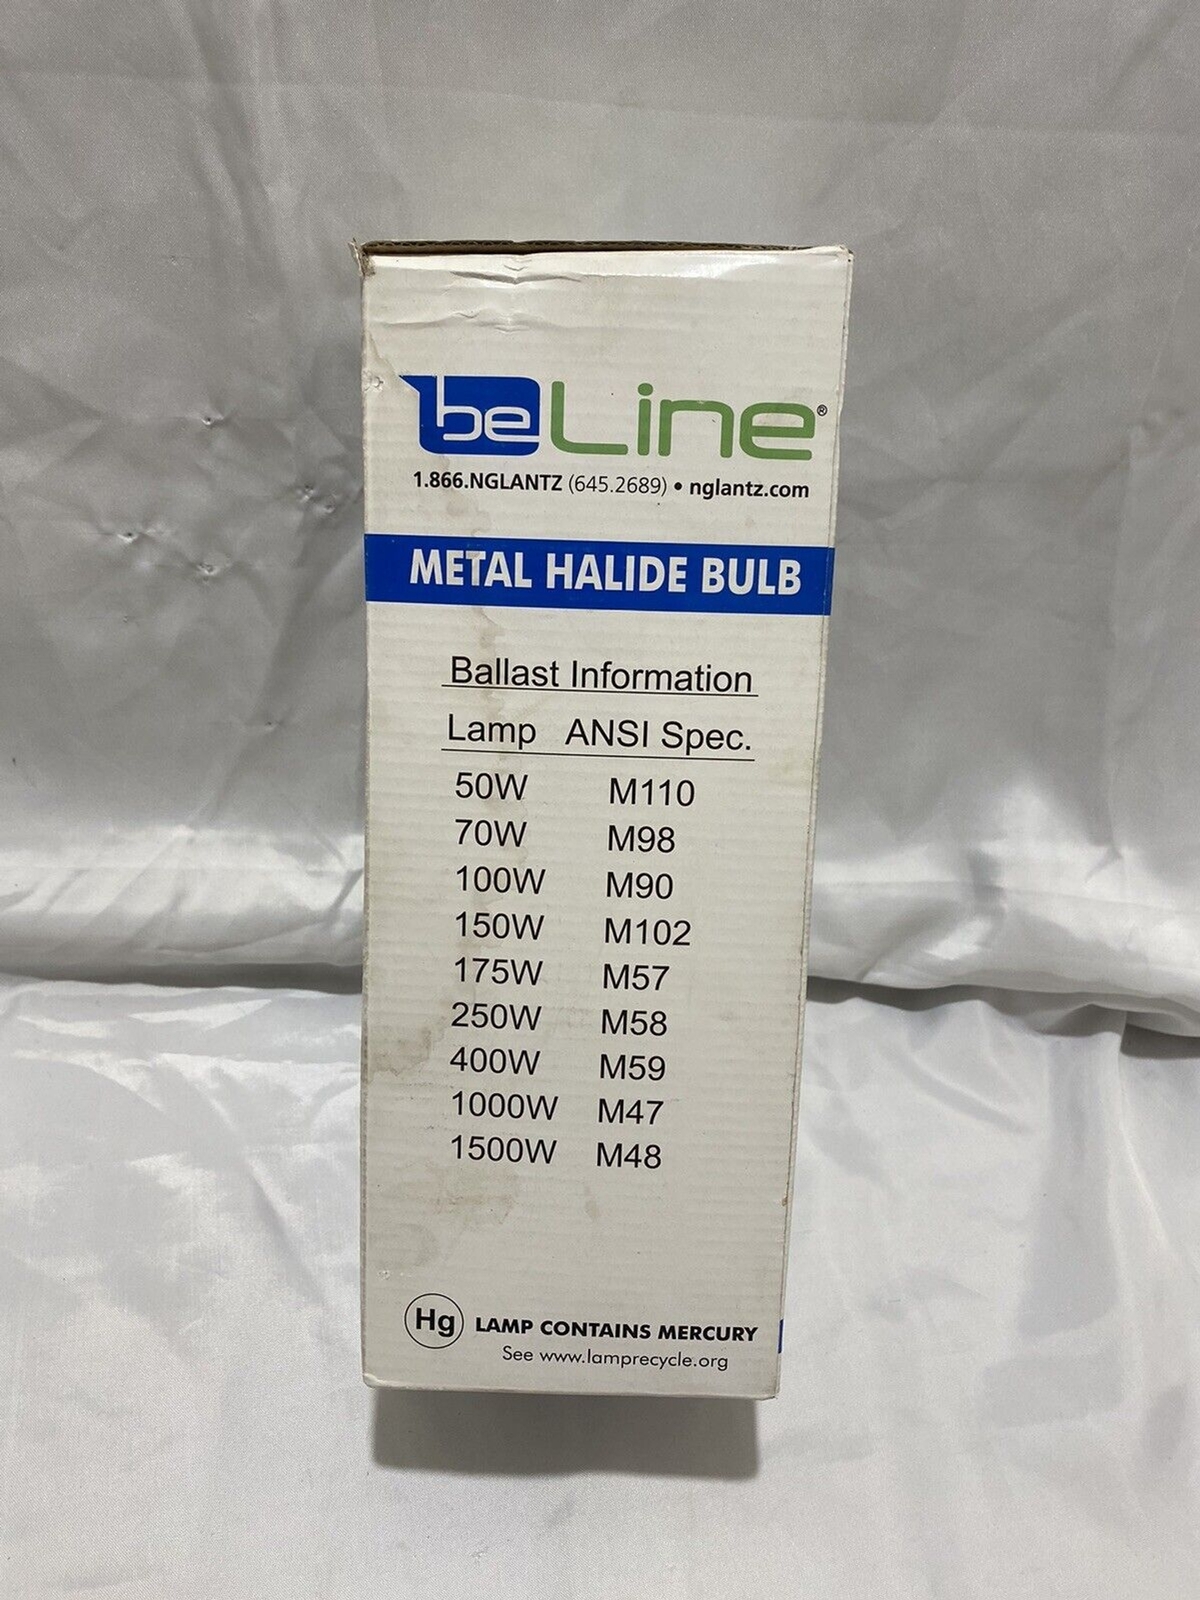 beLine®
1.866.NGLANTZ (645.2689) • nglantz.com
METAL HALIDE BULB
Ballast Information
Lamp ANSI Spec.
50W M110
70W M98
100W M90
150W M102
175W M57
250W M58
400W M59
1000W M47
1500W M48
Hg LAMP CONTAINS MERCURY
See www.lamprecycle.org